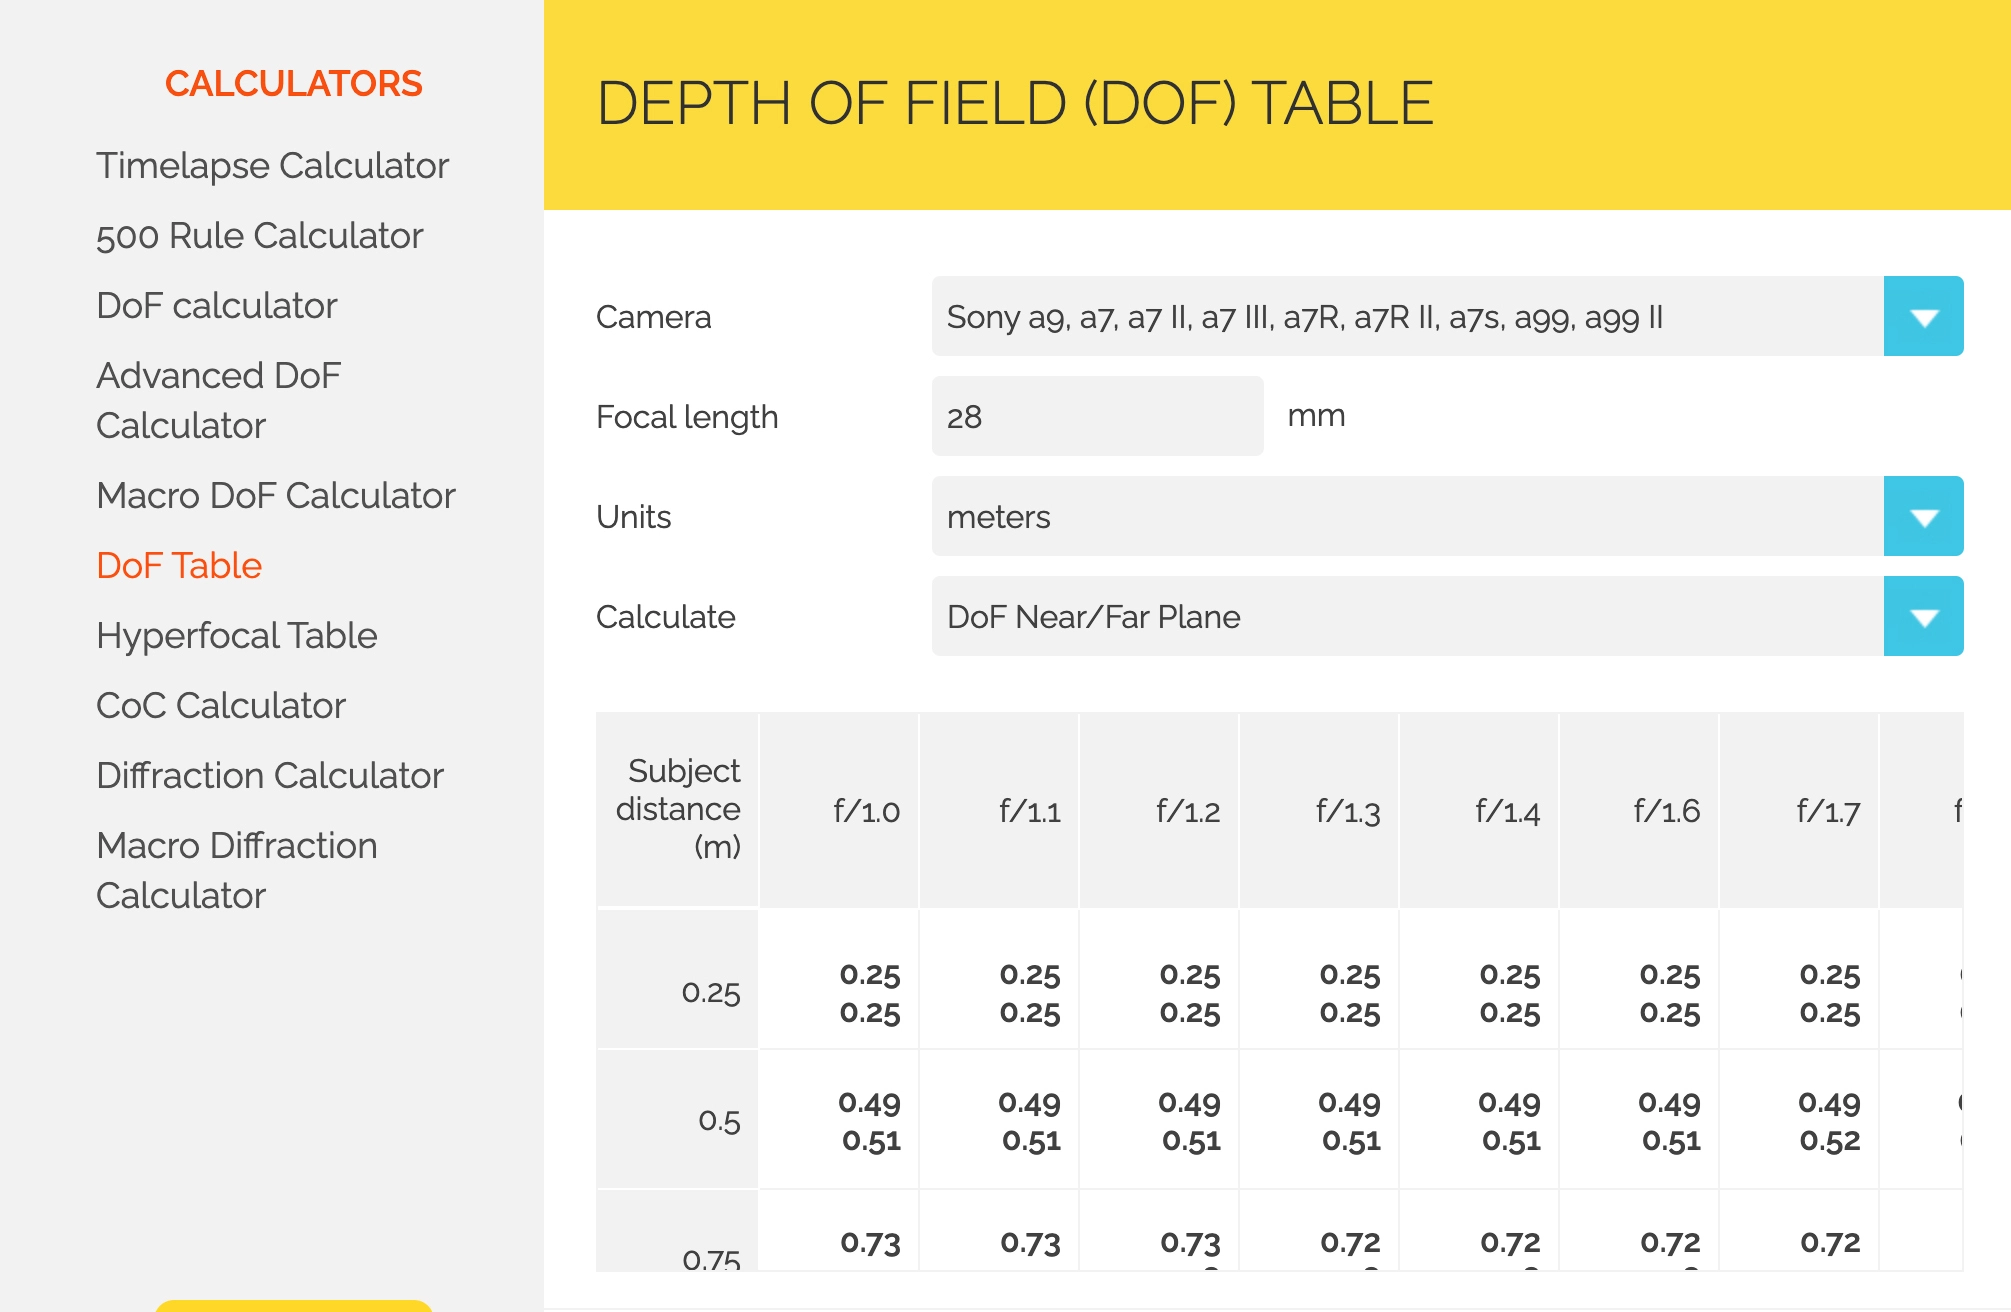 CALCULATORS
Timelapse Calculator
500 Rule Calculator
DoF calculator
Advanced DoF
Calculator
Macro DoF Calculator
DoF Table
Hyperfocal Table
CoC Calculator
Diffraction Calculator
Macro Diffraction
Calculator
DEPTH OF FIELD (DOF) TABLE
Camera Sony a9, a7, a7 II, a7 III, a7R, a7R II, a7s, a99, a99 II
Focal length 28 mm
Units meters
Calculate DoF Near/Far Plane
Subject
distance
(m)
f/1.0 f/1.1 f/1.2 f/1.3 f/1.4 f/1.6 f/1.7
0.25
0.25 0.25 0.25 0.25 0.25 0.25 0.25
0.25 0.25 0.25 0.25 0.25 0.25 0.25
0.5
0.49 0.49 0.49 0.49 0.49 0.49 0.49
0.51 0.51 0.51 0.51 0.51 0.51 0.52
0.75
0.73 0.73 0.73 0.72 0.72 0.72 0.72